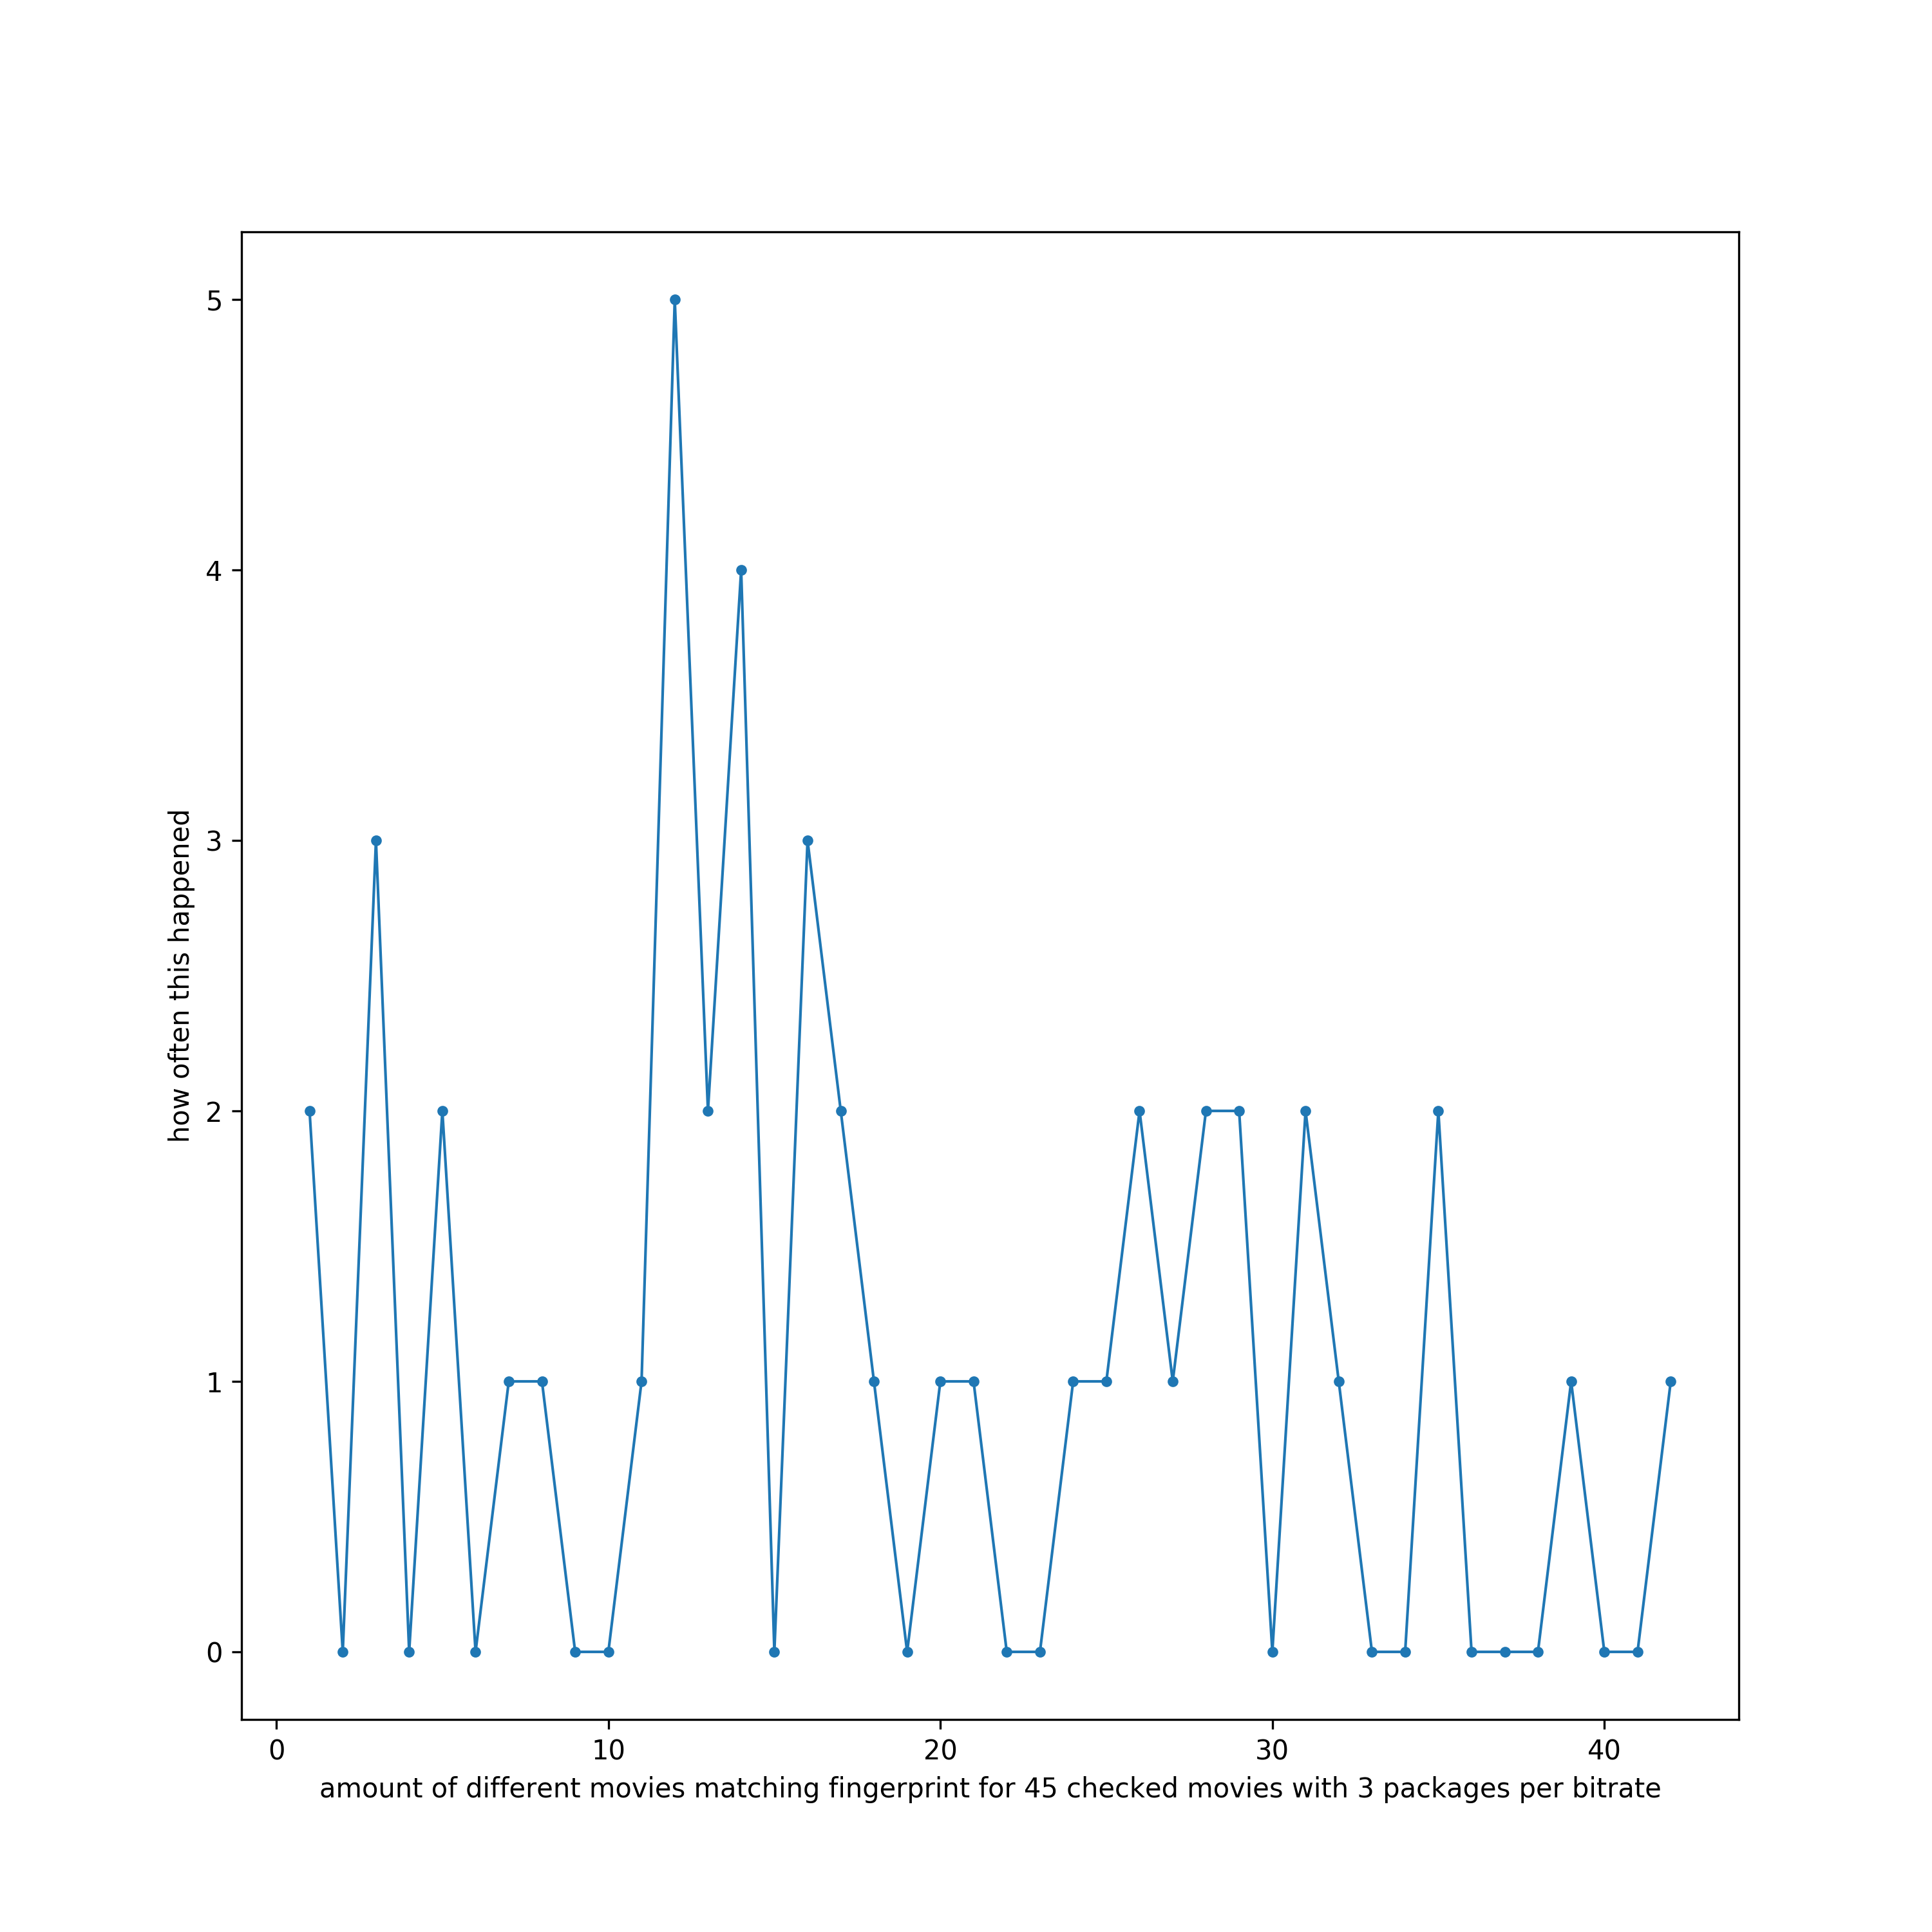 5
4
3
2
1
0
how often this happened
0 10 20 30 40
amount of different movies matching fingerprint for 45 checked movies with 3 packages per bitrate